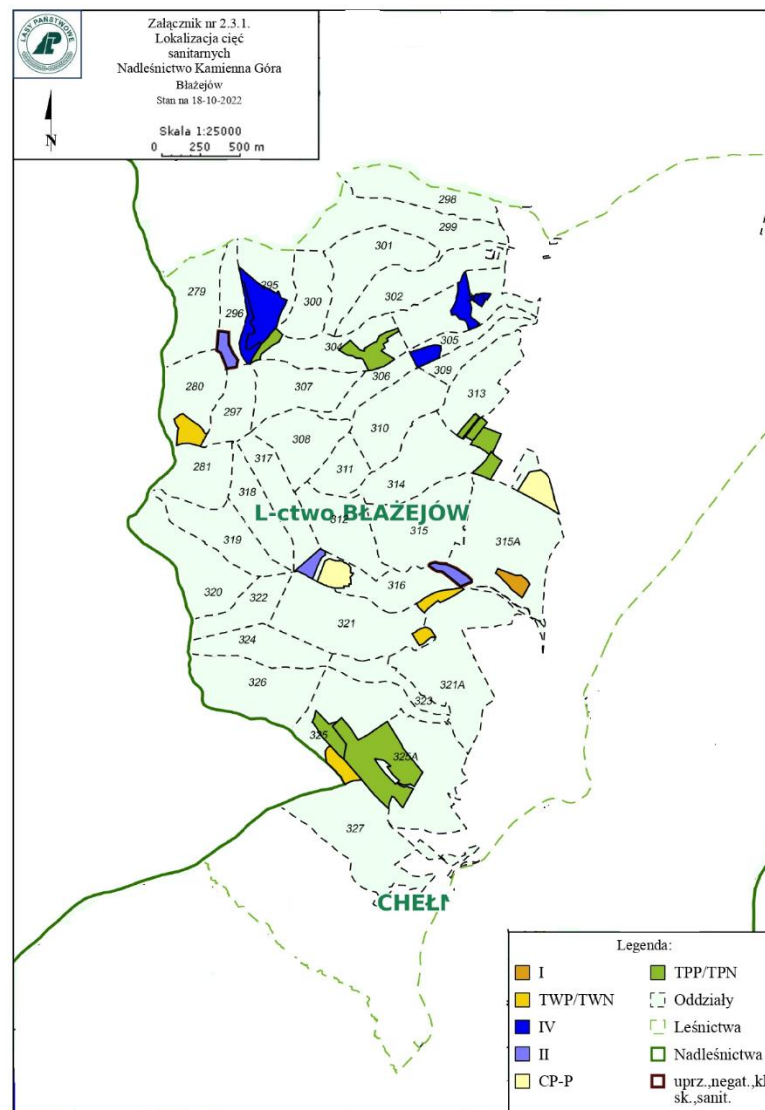 LASY PAŃSTWOWE
Załącznik nr 2.3.1.
Lokalizacja cięć
sanitarnych
Nadleśnictwo Kamienna Góra
Błażejów
Stan na 18-10-2022
N
Skala 1:25000
0 250 500 m
298
299
301
279
295
300
296
302
304
305
306
309
280
307
313
297
310
308
317
311
281
314
318
L-ctwo BŁAŻEJÓW
312
315
315A
319
316
320
322
321
324
321A
326
323
325
325A
327
CHEŁM
Legenda:
I
TPP/TPN
TWP/TWN
Oddziały
IV
Leśnictwa
II
Nadleśnictwa
CP-P
uprz.,negat.,kl
sk.,sanit.